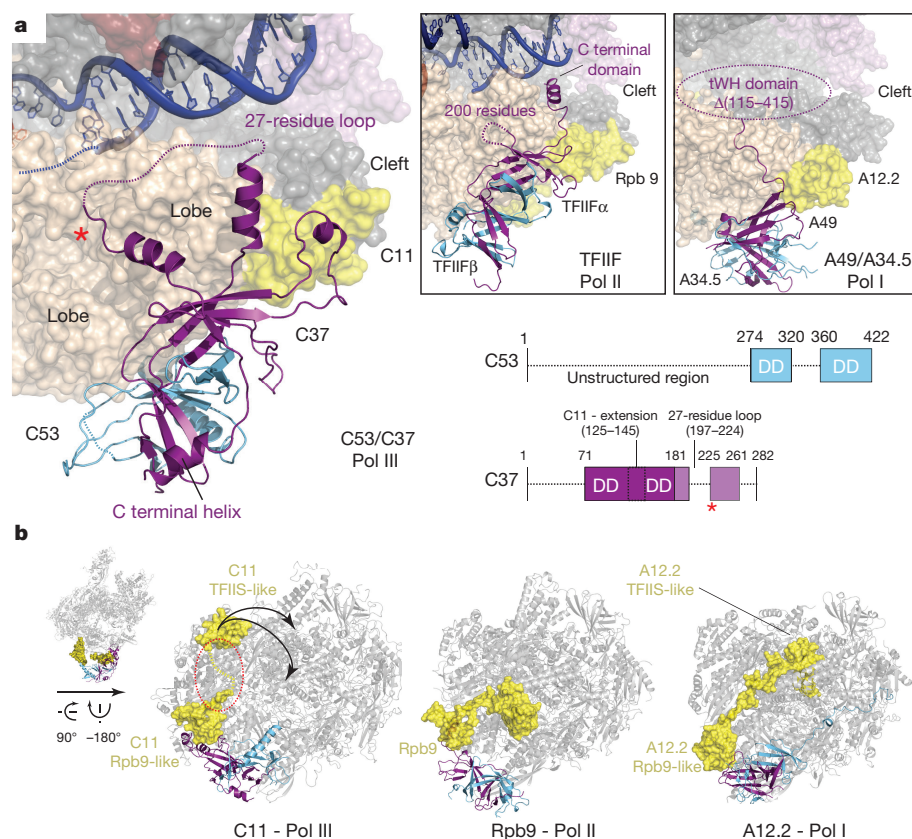 a
27-residue loop
Lobe
*
Cleft
C11
Lobe
C37
C53
C53/C37
Pol III
C terminal helix
C terminal
domain
Cleft
200 residues
Rpb 9
TFIIFα
TFIIFβ
TFIIF
Pol II
tWH domain
Δ(115–415)
Cleft
A12.2
A49
A34.5
A49/A34.5
Pol I
1
274
320
360
422
C53
DD
DD
Unstructured region
C11 - extension
(125–145)
27-residue loop
(197–224)
1
71
181
225
261
282
C37
DD
DD
*
b
90°
–180°
C11
TFIIS-like
C11
Rpb9-like
C11 - Pol III
Rpb9
Rpb9 - Pol II
A12.2
TFIIS-like
A12.2
Rpb9-like
A12.2 - Pol I